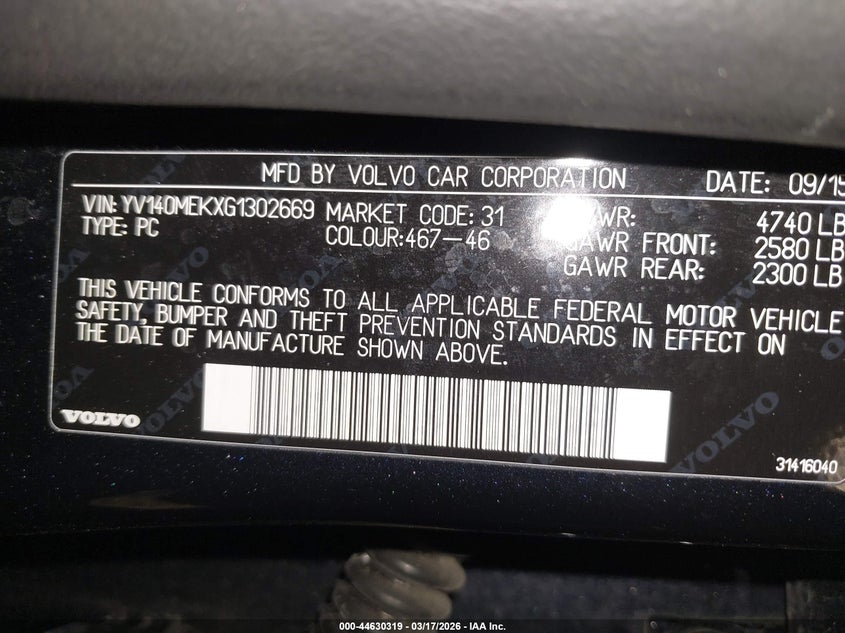 MFD BY VOLVO CAR CORPORATION DATE: 09/15
VIN: YV140MEKXG1302669 MARKET CODE: 31 4740 LB
TYPE: PC COLOUR:467-46 GAWR FRONT: 2580 LB
GAWR REAR: 2300 LB
THIS VEHICLE CONFORMS TO ALL APPLICABLE FEDERAL MOTOR VEHICLE
SAFETY, BUMPER AND THEFT PREVENTION STANDARDS IN EFFECT ON
THE DATE OF MANUFACTURE SHOWN ABOVE.
VOLVO
31416040
000-44630319 - 03/17/2026 - IAA Inc.